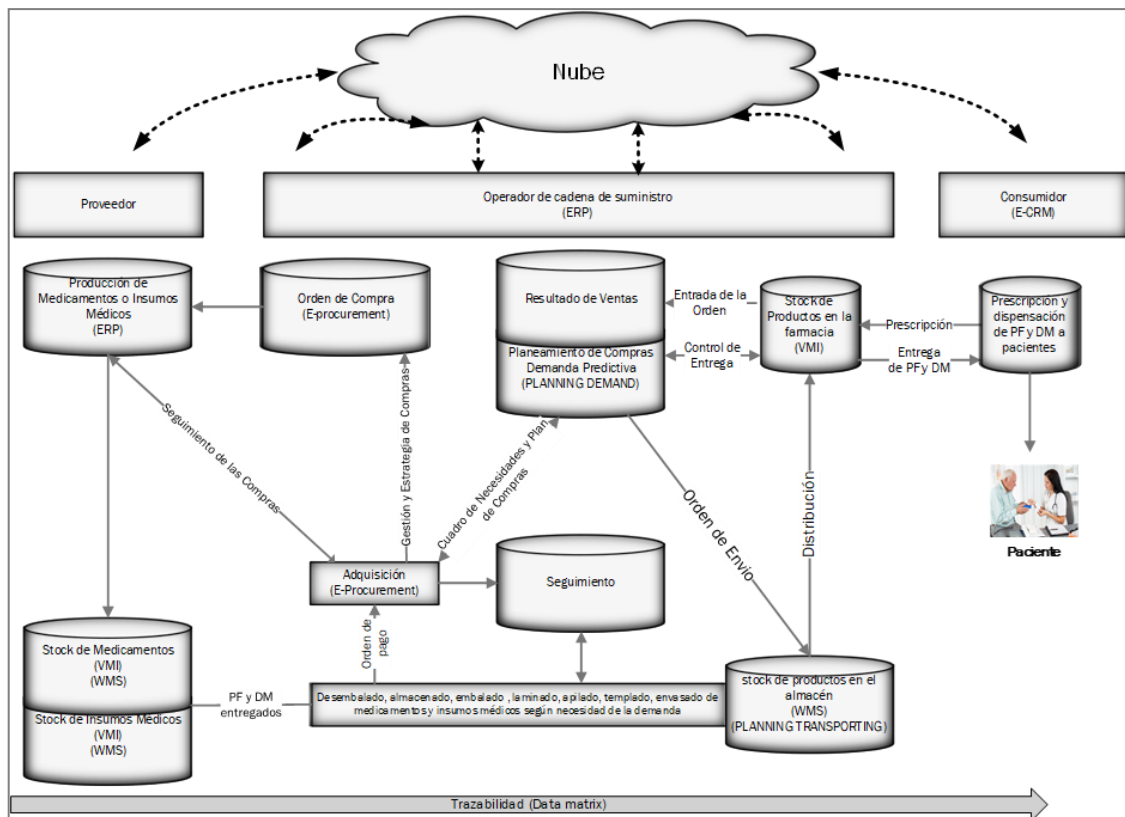 Nube
Proveedor
Operador de cadena de suministro
(ERP)
Consumidor
(E-CRM)
Producción de
Medicamentos o Insumos
Médicos
(ERP)
Orden de Compra
(E-procurement)
Resultado de Ventas
Planeamiento de Compras
Demanda Predictiva
(PLANNING DEMAND)
Entrada de la
Orden
Control de
Entrega
Stock de
Productos en la
farmacia
(VMI)
Prescripción
Entrega
de PF y DM
Prescripción y
dispensación
de PF y DM a
pacientes
Seguimiento de las Compras
Gestión y Estrategia de Compras
Cuadro de Necesidades y Plan
de Compras
Orden de Envio
Distribución
Paciente
Adquisición
(E-Procurement)
Seguimiento
Orden de
pago
Stock de Medicamentos
(VMI)
(WMS)
Stock de Insumos Médicos
(VMI)
(WMS)
PF y DM
entregados
Desembalado, almacenado, embalado , laminado, apilado, templado, envasado de
medicamentos y insumos médicos según necesidad de la demanda
stock de productos en el
almacén
(WMS)
(PLANNING TRANSPORTING)
Trazabilidad (Data matrix)